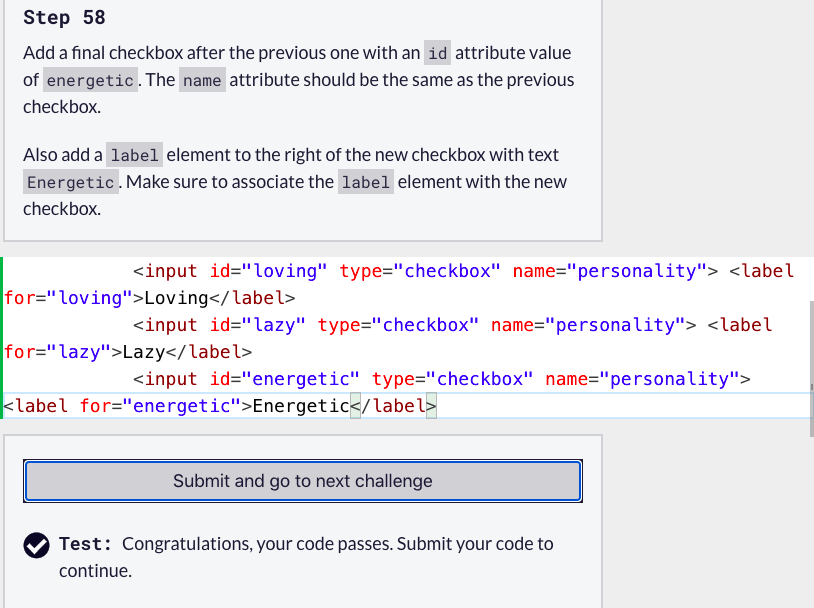 Step 58
Add a final checkbox after the previous one with an id attribute value
of energetic. The name attribute should be the same as the previous
checkbox.
Also add a label element to the right of the new checkbox with text
Energetic. Make sure to associate the label element with the new
checkbox.
<input id="loving" type="checkbox" name="personality"> <label
for="loving">Loving</label>
<input id="lazy" type="checkbox" name="personality"> <label
for="lazy">Lazy</label>
<input id="energetic" type="checkbox" name="personality">
<label for="energetic">Energetic</label>
Submit and go to next challenge
Test: Congratulations, your code passes. Submit your code to
continue.